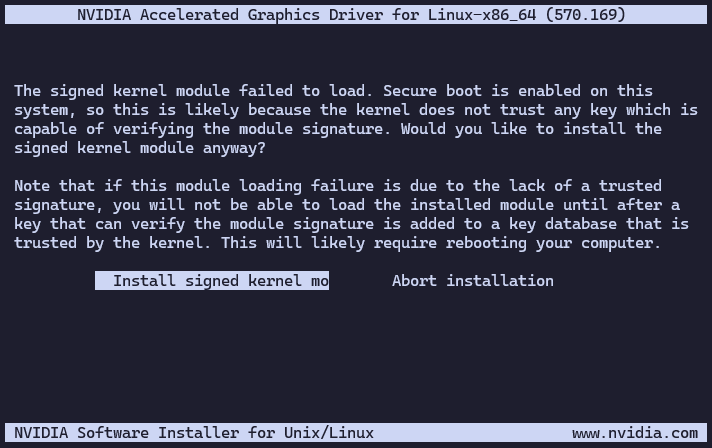 NVIDIA Accelerated Graphics Driver for Linux-x86_64 (570.169)
The signed kernel module failed to load. Secure boot is enabled on this
system, so this is likely because the kernel does not trust any key which is
capable of verifying the module signature. Would you like to install the
signed kernel module anyway?
Note that if this module loading failure is due to the lack of a trusted
signature, you will not be able to load the installed module until after a
key that can verify the module signature is added to a key database that is
trusted by the kernel. This will likely require rebooting your computer.
Install signed kernel mo Abort installation
NVIDIA Software Installer for Unix/Linux www.nvidia.com